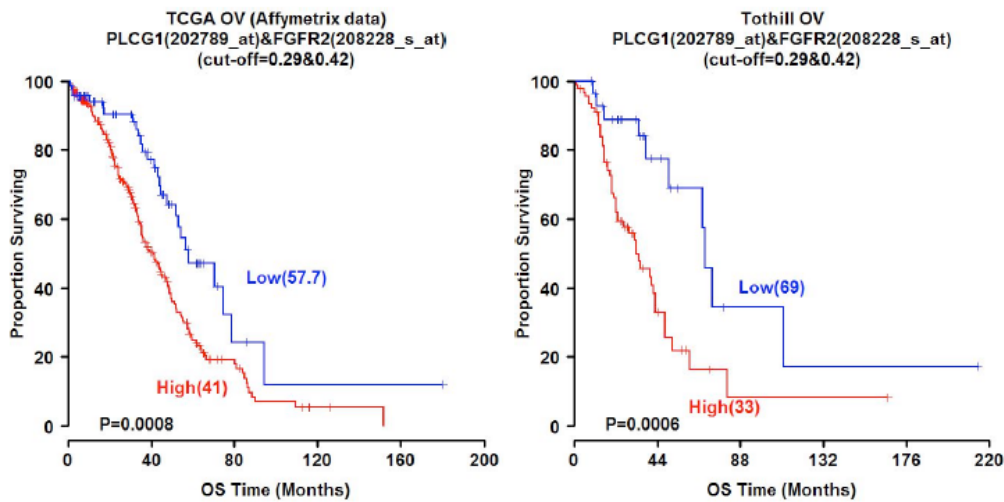 TCGA OV (Affymetrix data)
PLCG1(202789_at)&FGFR2(208228_s_at)
(cut-off=0.29&0.42)
100
80
60
40
20
0
Proportion Surviving
Low(57.7)
High(41)
P=0.0008
0 40 80 120 160 200
OS Time (Months)
Tothill OV
PLCG1(202789_at)&FGFR2(208228_s_at)
(cut-off=0.29&0.42)
100
80
60
40
20
0
Proportion Surviving
Low(69)
High(33)
P=0.0006
0 44 88 132 176 220
OS Time (Months)